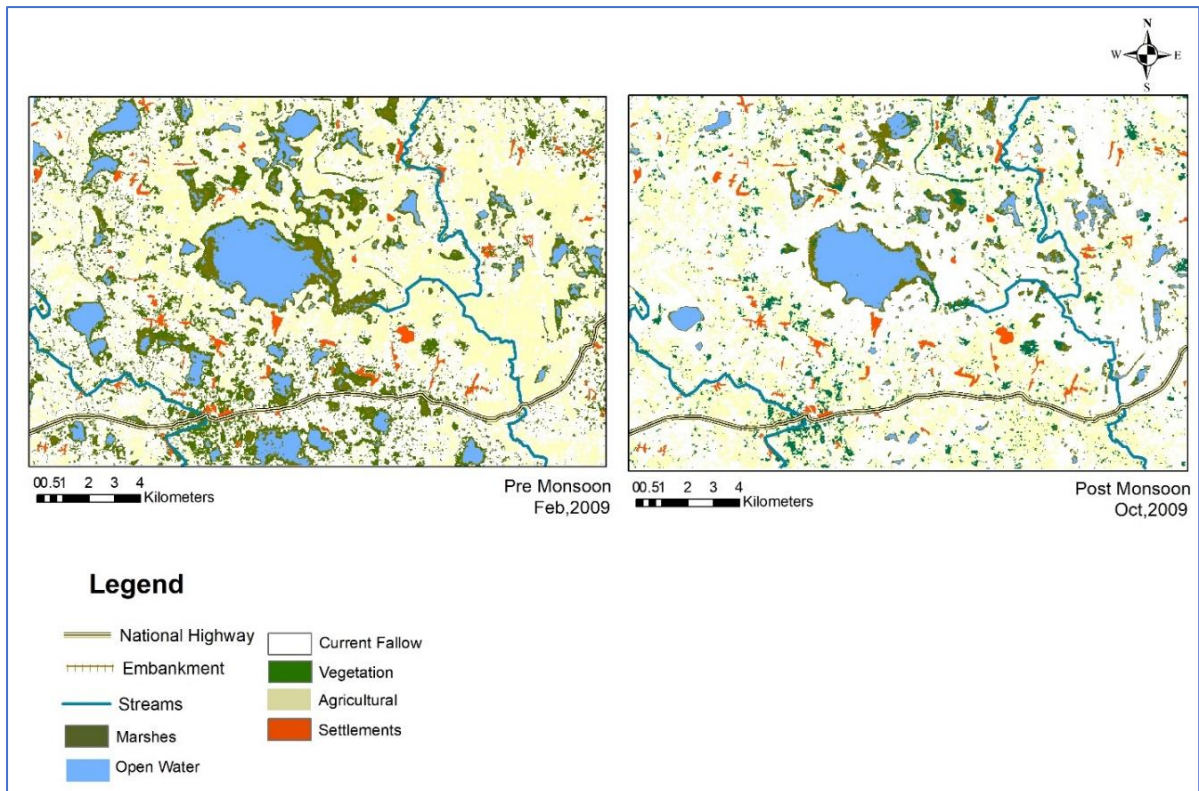 N
W E
S
00.51 2 3 4
Kilometers
Pre Monsoon
Feb,2009
00.51 2 3 4
Kilometers
Post Monsoon
Oct,2009
Legend
National Highway
Embankment
Streams
Marshes
Open Water
Current Fallow
Vegetation
Agricultural
Settlements